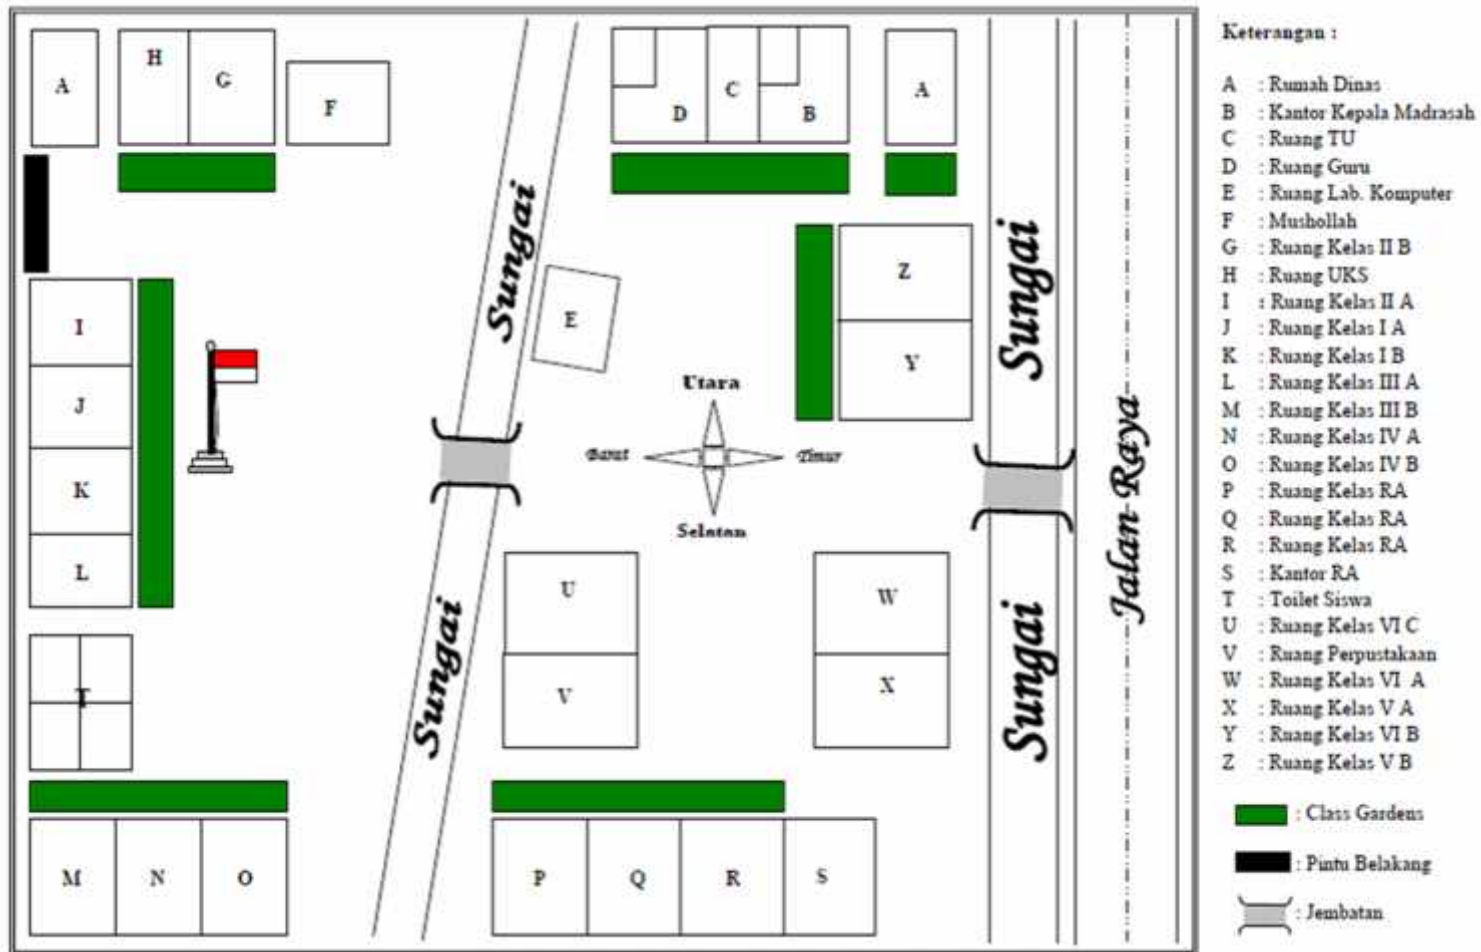 A
H
G
F
D
C
B
A
Sungai
Sungai
Z
E
I
Y
Utara
Jalan Raya
J
Barat
Timur
K
Selatan
L
U
W
Sungai
Sungai
T
V
X
M
N
O
P
Q
R
S
Keterangan :
A : Rumah Dinas
B : Kantor Kepala Madrasah
C : Ruang TU
D : Ruang Guru
E : Ruang Lab. Komputer
F : Mushollah
G : Ruang Kelas II B
H : Ruang UKS
I : Ruang Kelas II A
J : Ruang Kelas I A
K : Ruang Kelas I B
L : Ruang Kelas III A
M : Ruang Kelas III B
N : Ruang Kelas IV A
O : Ruang Kelas IV B
P : Ruang Kelas RA
Q : Ruang Kelas RA
R : Ruang Kelas RA
S : Kantor RA
T : Toilet Siswa
U : Ruang Kelas VI C
V : Ruang Perpustakaan
W : Ruang Kelas VI A
X : Ruang Kelas V A
Y : Ruang Kelas VI B
Z : Ruang Kelas V B
: Class Gardens
: Pintu Belakang
: Jembatan